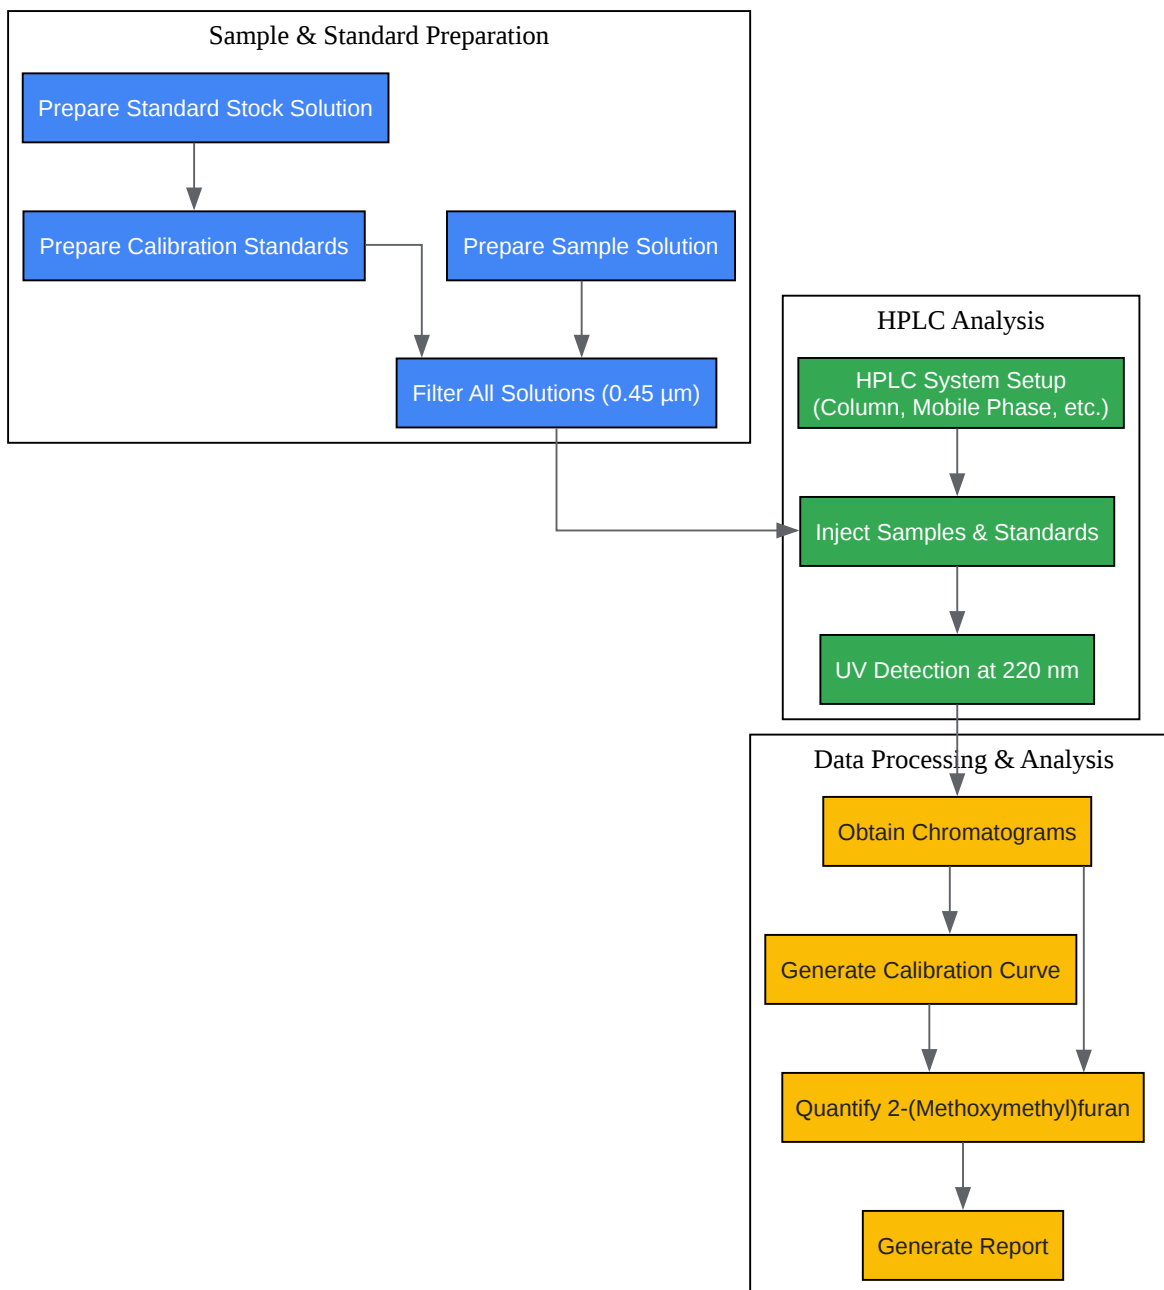 Sample & Standard Preparation
Prepare Standard Stock Solution
Prepare Calibration Standards
Prepare Sample Solution
Filter All Solutions (0.45 µm)
HPLC Analysis
HPLC System Setup
(Column, Mobile Phase, etc.)
Inject Samples & Standards
UV Detection at 220 nm
Data Processing & Analysis
Obtain Chromatograms
Generate Calibration Curve
Quantify 2-(Methoxymethyl)furan
Generate Report